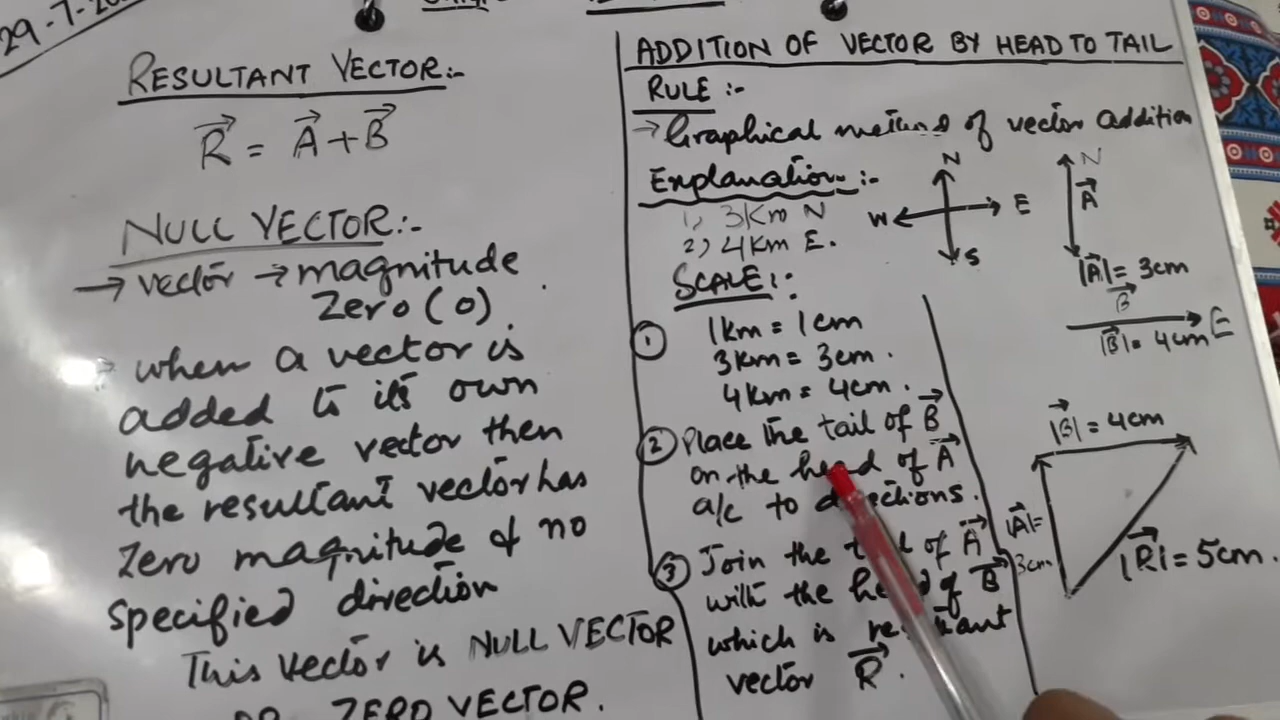 29-7-20
RESULTANT VECTOR:-
R = A + B
NULL VECTOR:-
→ vector → magnitude
Zero (0).
when a vector is
added to its own
negative vector then
the resultant vector has
Zero magnitude & no
specified direction
This vector is NULL VECTOR
OR ZERO VECTOR.
ADDITION OF VECTOR BY HEAD TO TAIL
RULE :-
→ Graphical method of vector addition
Explanation :-
1) 3Km N
2) 4Km E.
N
W E
S
N
A
|A| = 3cm
B
E
|B| = 4cm
SCALE :-
① 1km = 1cm
3km = 3cm.
4km = 4cm.
② Place the tail of B
on the head of A
a/c to directions.
③ Join the tail of A
with the head of B
which is resultant
vector R.
|B| = 4cm
|A| =
3cm
|R| = 5cm.